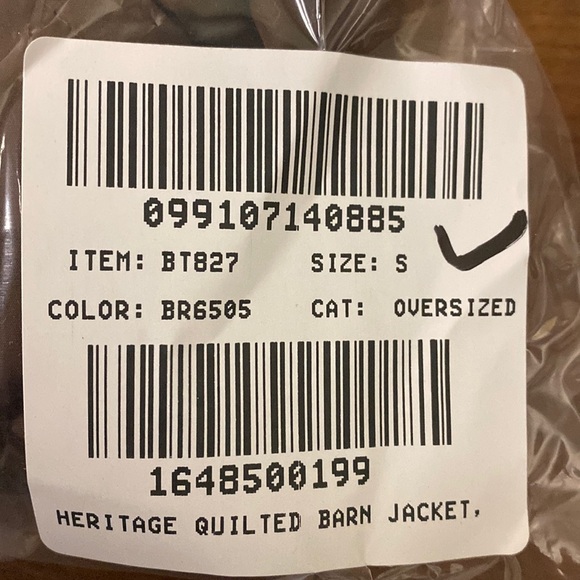 099107140885
ITEM: BT827 SIZE: S
COLOR: BR6505 CAT: OVERSIZED
1648500199
HERITAGE QUILTED BARN JACKET,